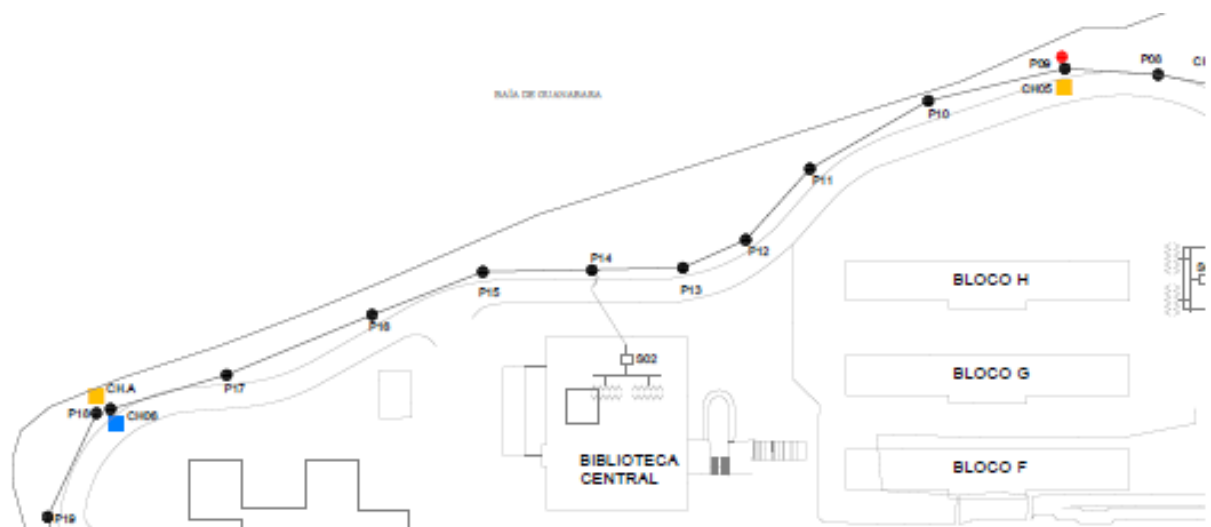 P09
P08
CH05
BAÍA DE GUANABARA
P10
P11
P12
P14
P13
P15
BLOCO H
P16
S02
P17
BLOCO G
CH.A
P18
CH06
BIBLIOTECA
CENTRAL
BLOCO F
P19